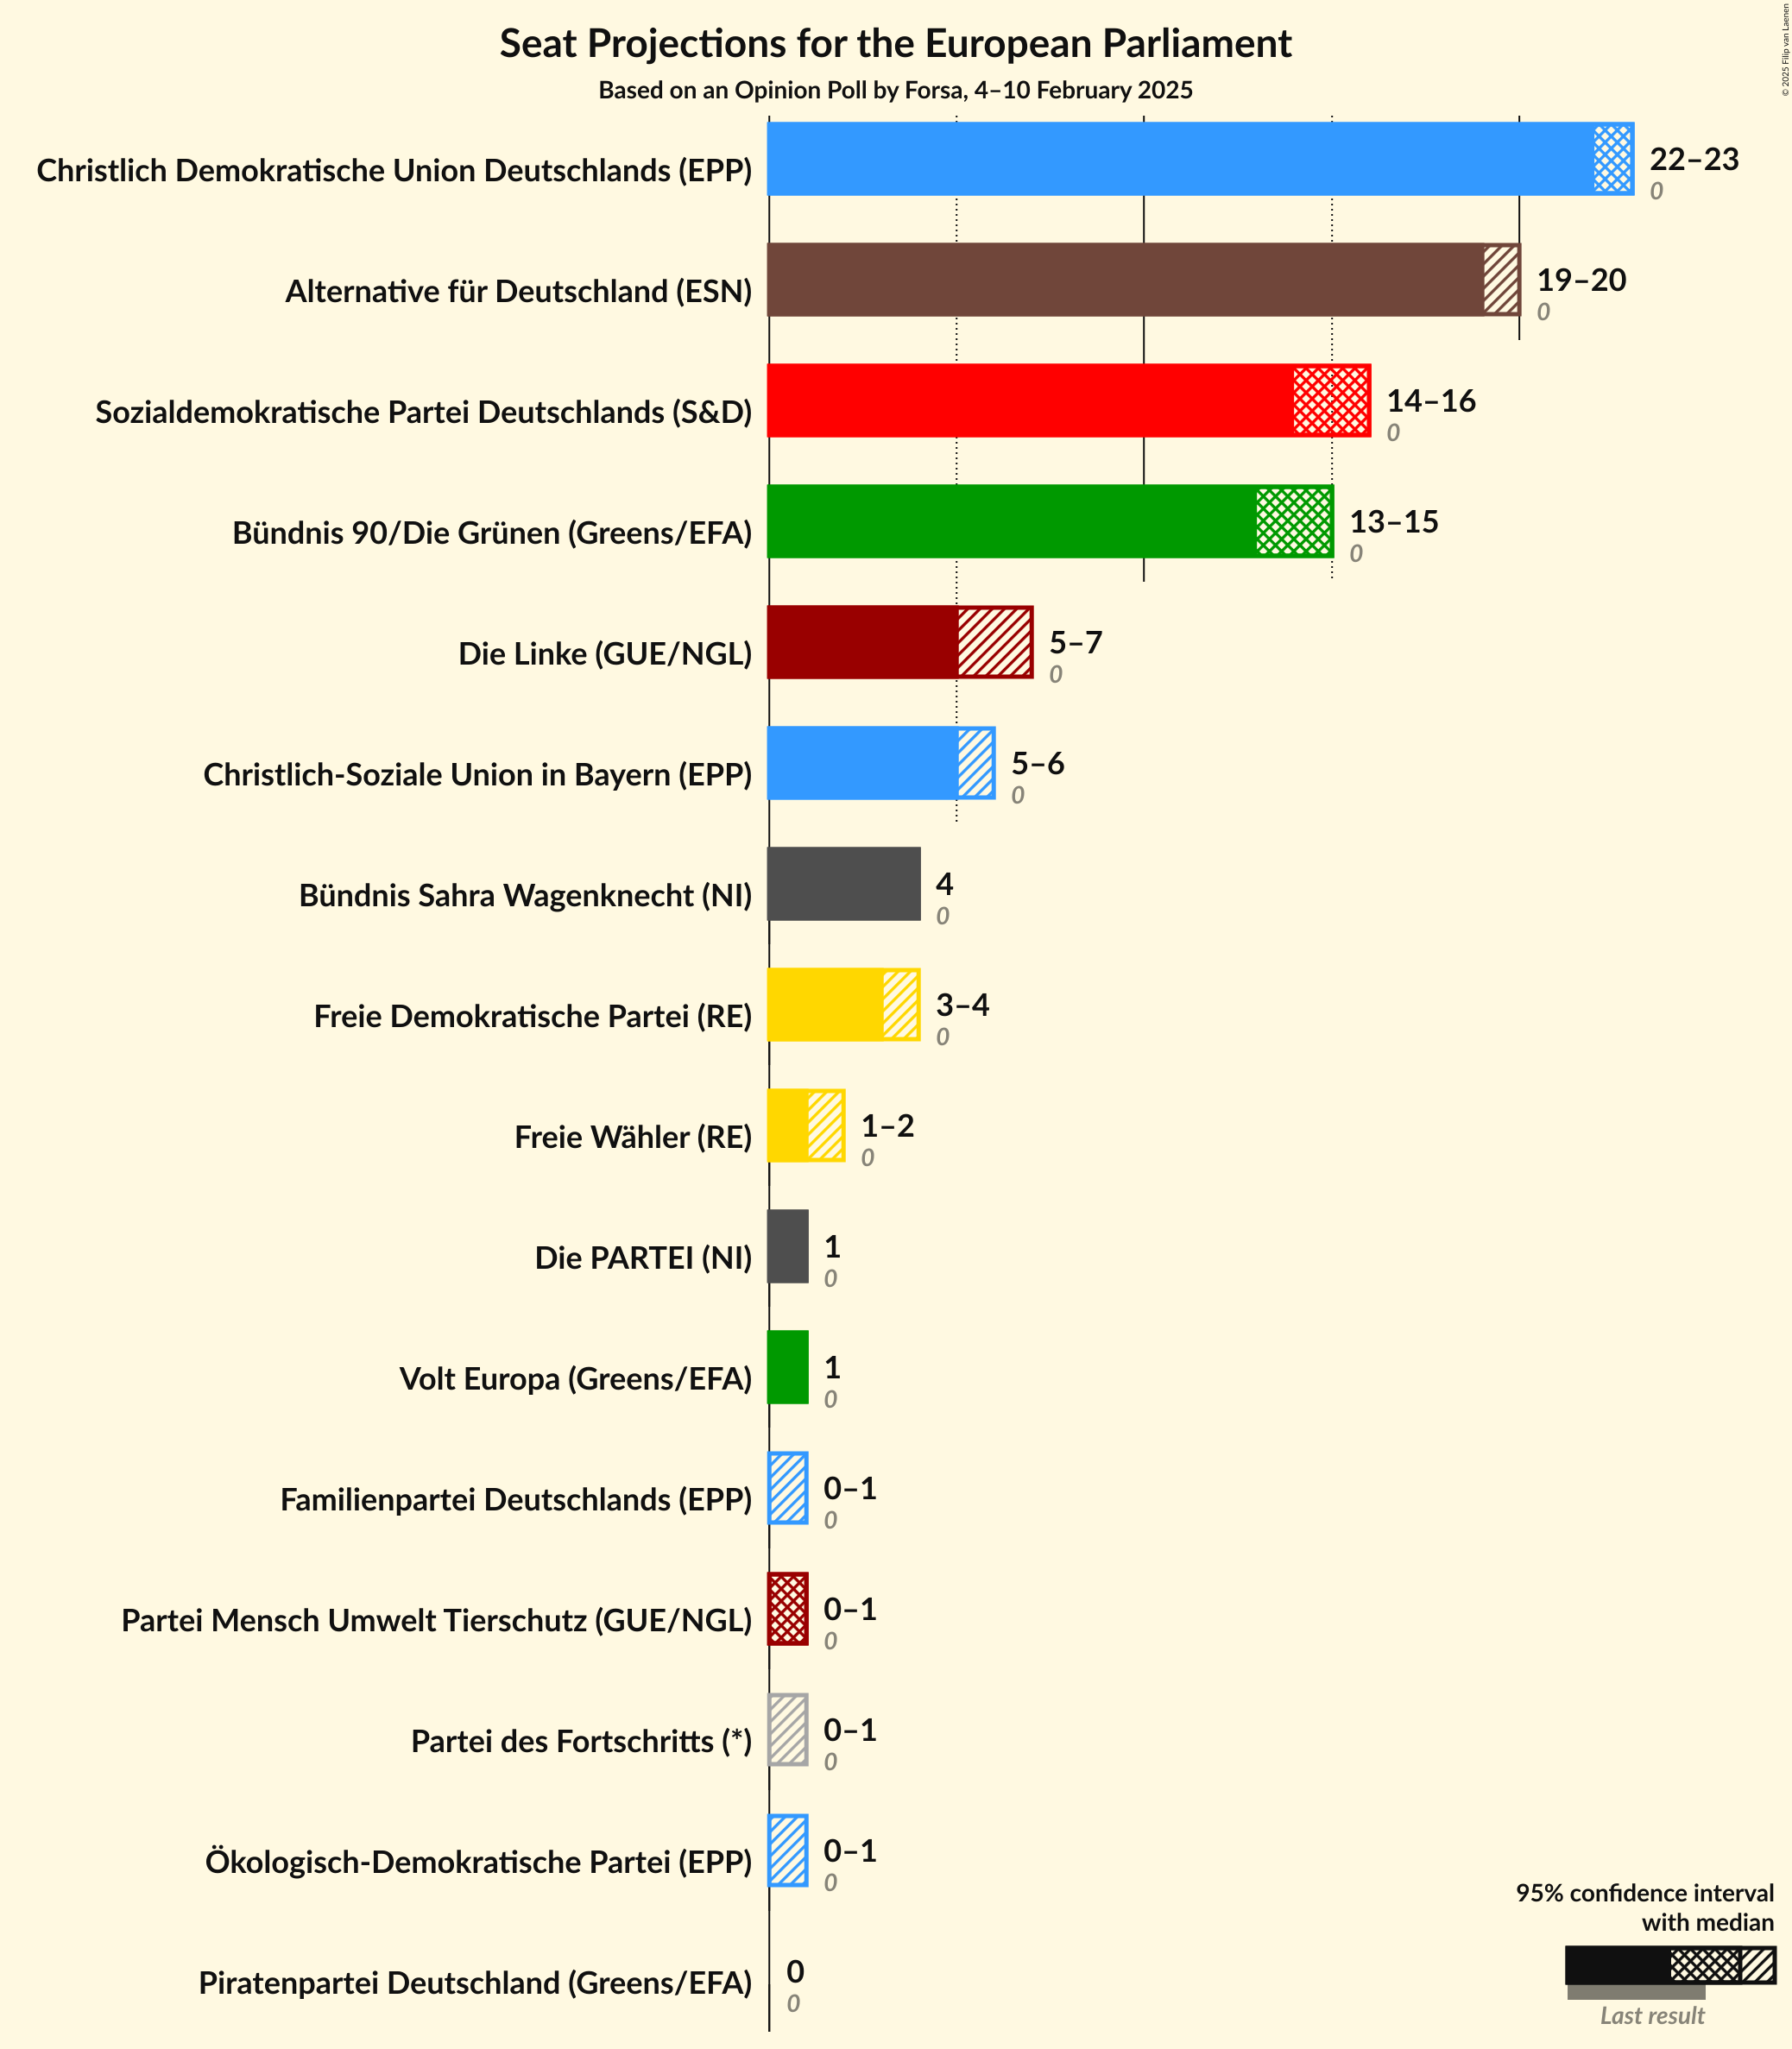 Seat Projections for the European Parliament
Based on an Opinion Poll by Forsa, 4–10 February 2025
© 2025 Filip van Laenen
Christlich Demokratische Union Deutschlands (EPP)
22–23
0
Alternative für Deutschland (ESN)
19–20
0
Sozialdemokratische Partei Deutschlands (S&D)
14–16
0
Bündnis 90/Die Grünen (Greens/EFA)
13–15
0
Die Linke (GUE/NGL)
5–7
0
Christlich-Soziale Union in Bayern (EPP)
5–6
0
Bündnis Sahra Wagenknecht (NI)
4
0
Freie Demokratische Partei (RE)
3–4
0
Freie Wähler (RE)
1–2
0
Die PARTEI (NI)
1
0
Volt Europa (Greens/EFA)
1
0
Familienpartei Deutschlands (EPP)
0–1
0
Partei Mensch Umwelt Tierschutz (GUE/NGL)
0–1
0
Partei des Fortschritts (*)
0–1
0
Ökologisch-Demokratische Partei (EPP)
0–1
0
Piratenpartei Deutschland (Greens/EFA)
0
0
95% confidence interval
with median
Last result